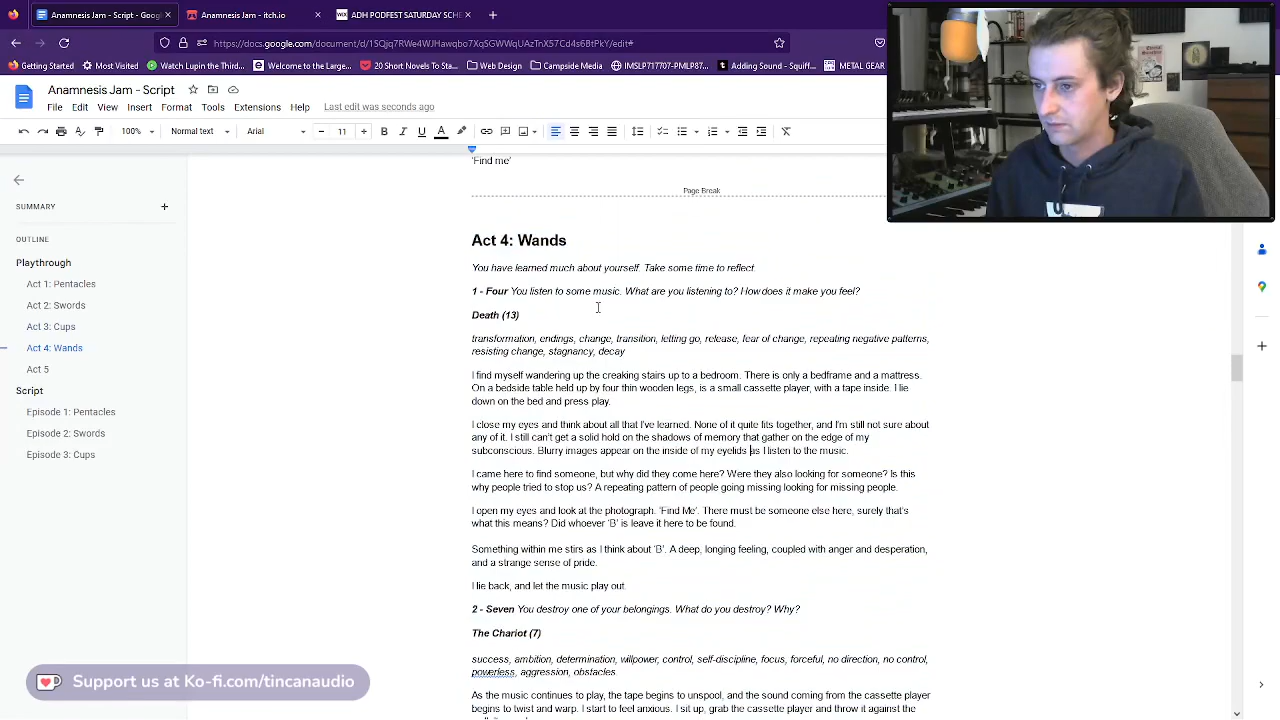 Anamnesis Jam - Script - Goog
Anamnesis Jam - itch.io
ADH PODFEST SATURDAY SCHE
https://docs.google.com/document/d/1SQjq7RWe4WJHawqbo7XqSGWWqUAzTnXS7Cd4s6BtPkY/edit#
Getting Started
Most Visited
Watch Lupin the Third...
Welcome to the Large...
20 Short Novels To S...
Web Design
Campside Media
IMSLP717707-PMLP87...
Adding Sound - Squiff...
METAL GEAR
Anamnesis Jam - Script
File Edit View Insert Format Tools Extensions Help Last edit was seconds ago
100% Normal text Arial 11
SUMMARY
OUTLINE
Playthrough
Act 1: Pentacles
Act 2: Swords
Act 3: Cups
Act 4: Wands
Act 5
Script
Episode 1: Pentacles
Episode 2: Swords
Episode 3: Cups
'Find me'
Page Break
Act 4: Wands
You have learned much about yourself. Take some time to reflect.
1 - Four You listen to some music. What are you listening to? How does it make you feel?
Death (13)
transformation, endings, change, transition, letting go, release, fear of change, repeating negative patterns,
resisting change, stagnancy, decay
I find myself wandering up the creaking stairs up to a bedroom. There is only a bedframe and a mattress.
On a bedside table held up by four thin wooden legs, is a small cassette player, with a tape inside. I lie
down on the bed and press play.
I close my eyes and think about all that I've learned. None of it quite fits together, and I'm still not sure about
any of it. I still can't get a solid hold on the shadows of memory that gather on the edge of my
subconscious. Blurry images appear on the inside of my eyelids as I listen to the music.
I came here to find someone, but why did they come here? Were they also looking for someone? Is this
why people tried to stop us? A repeating pattern of people going missing looking for missing people.
I open my eyes and look at the photograph. 'Find Me'. There must be someone else here, surely that's
what this means? Did whoever 'B' is leave it here to be found.
Something within me stirs as I think about 'B'. A deep, longing feeling, coupled with anger and desperation,
and a strange sense of pride.
I lie back, and let the music play out.
2 - Seven You destroy one of your belongings. What do you destroy? Why?
The Chariot (7)
success, ambition, determination, willpower, control, self-discipline, focus, forceful, no direction, no control,
powerless, aggression, obstacles.
As the music continues to play, the tape begins to unspool, and the sound coming from the cassette player
begins to twist and warp. I start to feel anxious. I sit up, grab the cassette player and throw it against the
Support us at Ko-fi.com/tincanaudio